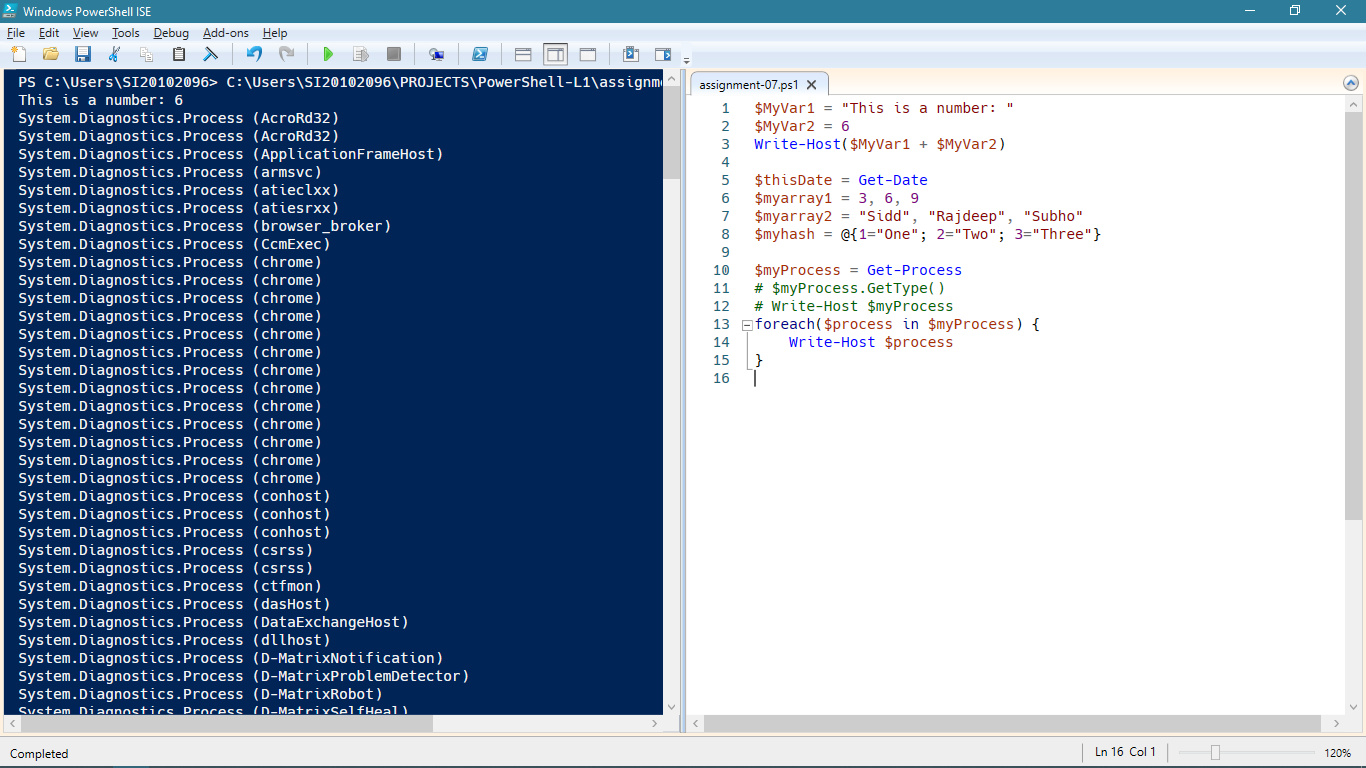 Windows PowerShell ISE
File Edit View Tools Debug Add-ons Help
PS C:\Users\SI20102096> C:\Users\SI20102096\PROJECTS\PowerShell-L1\assignm
This is a number: 6
System.Diagnostics.Process (AcroRd32)
System.Diagnostics.Process (AcroRd32)
System.Diagnostics.Process (ApplicationFrameHost)
System.Diagnostics.Process (armsvc)
System.Diagnostics.Process (atieclxx)
System.Diagnostics.Process (atiesrxx)
System.Diagnostics.Process (browser_broker)
System.Diagnostics.Process (CcmExec)
System.Diagnostics.Process (chrome)
System.Diagnostics.Process (chrome)
System.Diagnostics.Process (chrome)
System.Diagnostics.Process (chrome)
System.Diagnostics.Process (chrome)
System.Diagnostics.Process (chrome)
System.Diagnostics.Process (chrome)
System.Diagnostics.Process (chrome)
System.Diagnostics.Process (chrome)
System.Diagnostics.Process (chrome)
System.Diagnostics.Process (chrome)
System.Diagnostics.Process (chrome)
System.Diagnostics.Process (chrome)
System.Diagnostics.Process (conhost)
System.Diagnostics.Process (conhost)
System.Diagnostics.Process (conhost)
System.Diagnostics.Process (csrss)
System.Diagnostics.Process (csrss)
System.Diagnostics.Process (ctfmon)
System.Diagnostics.Process (dasHost)
System.Diagnostics.Process (DataExchangeHost)
System.Diagnostics.Process (dllhost)
System.Diagnostics.Process (D-MatrixNotification)
System.Diagnostics.Process (D-MatrixProblemDetector)
System.Diagnostics.Process (D-MatrixRobot)
System.Diagnostics.Process (D-MatrixSelfHeal)
assignment-07.ps1
1 $MyVar1 = "This is a number: "
2 $MyVar2 = 6
3 Write-Host($MyVar1 + $MyVar2)
4
5 $thisDate = Get-Date
6 $myarray1 = 3, 6, 9
7 $myarray2 = "Sidd", "Rajdeep", "Subho"
8 $myhash = @{1="One"; 2="Two"; 3="Three"}
9
10 $myProcess = Get-Process
11 # $myProcess.GetType()
12 # Write-Host $myProcess
13 foreach($process in $myProcess) {
14 Write-Host $process
15 }
16
Completed
Ln 16 Col 1
120%